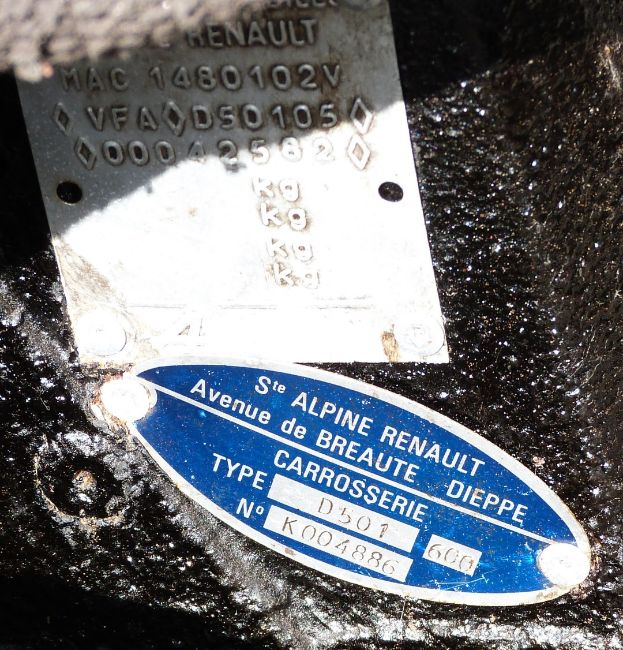 RENAULT
MAC 1480102V
◊ VFA ◊ D50105 ◊
◊ 00042582 ◊
kg
kg
kg
kg
Ste ALPINE RENAULT
Avenue de BREAUTE DIEPPE
CARROSSERIE
TYPE D501 600
No K004886